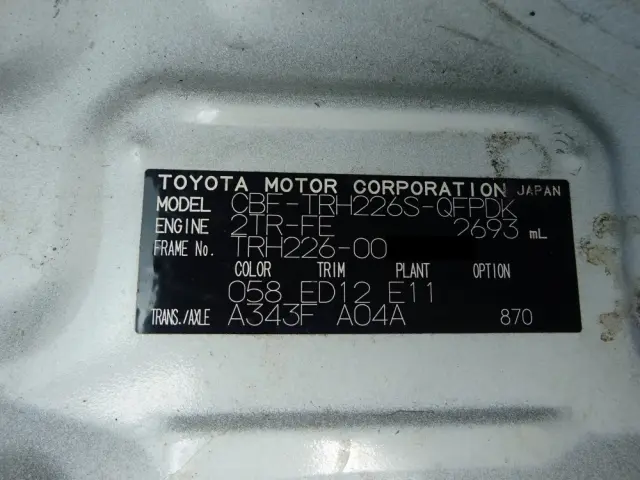 TOYOTA MOTOR CORPORATION JAPAN
MODEL CBF-TRH226S-QFPDK
ENGINE 2TR-FE 2693 mL
FRAME No. TRH226-00
COLOR TRIM PLANT OPTION
058 ED12 E11
TRANS./AXLE A343F A04A 870